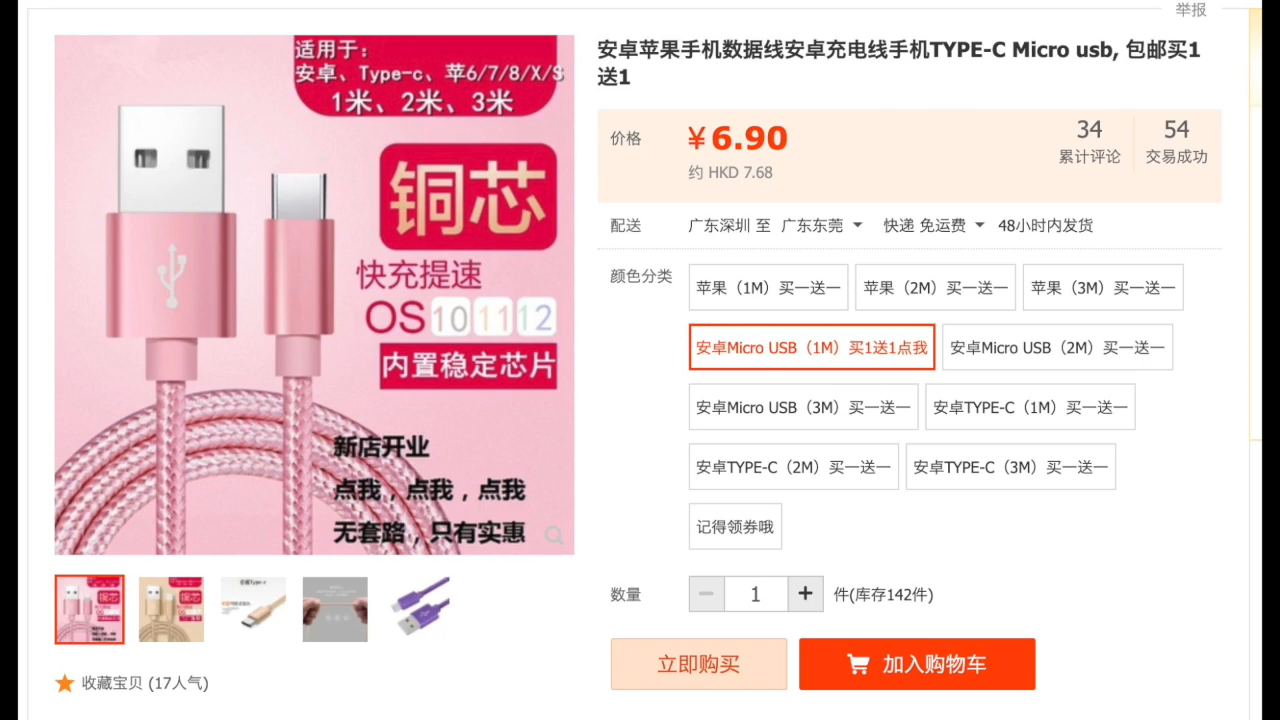 举报
适用于：
安卓、Type-c、苹6/7/8/X/S
1米、2米、3米
铜芯
快充提速
OS 10 11 12
内置稳定芯片
新店开业
点我，点我，点我
无套路，只有实惠
安卓苹果手机数据线安卓充电线手机TYPE-C Micro usb, 包邮买1
送1
价格
¥6.90
约 HKD 7.68
34
累计评论
54
交易成功
配送
广东深圳 至 广东东莞 快递 免运费 48小时内发货
颜色分类
苹果（1M）买一送一 苹果（2M）买一送一 苹果（3M）买一送一
安卓Micro USB（1M）买1送1点我 安卓Micro USB（2M）买一送一
安卓Micro USB（3M）买一送一 安卓TYPE-C（1M）买一送一
安卓TYPE-C（2M）买一送一 安卓TYPE-C（3M）买一送一
记得领券哦
数量
1
件(库存142件)
立即购买 加入购物车
收藏宝贝 (17人气)